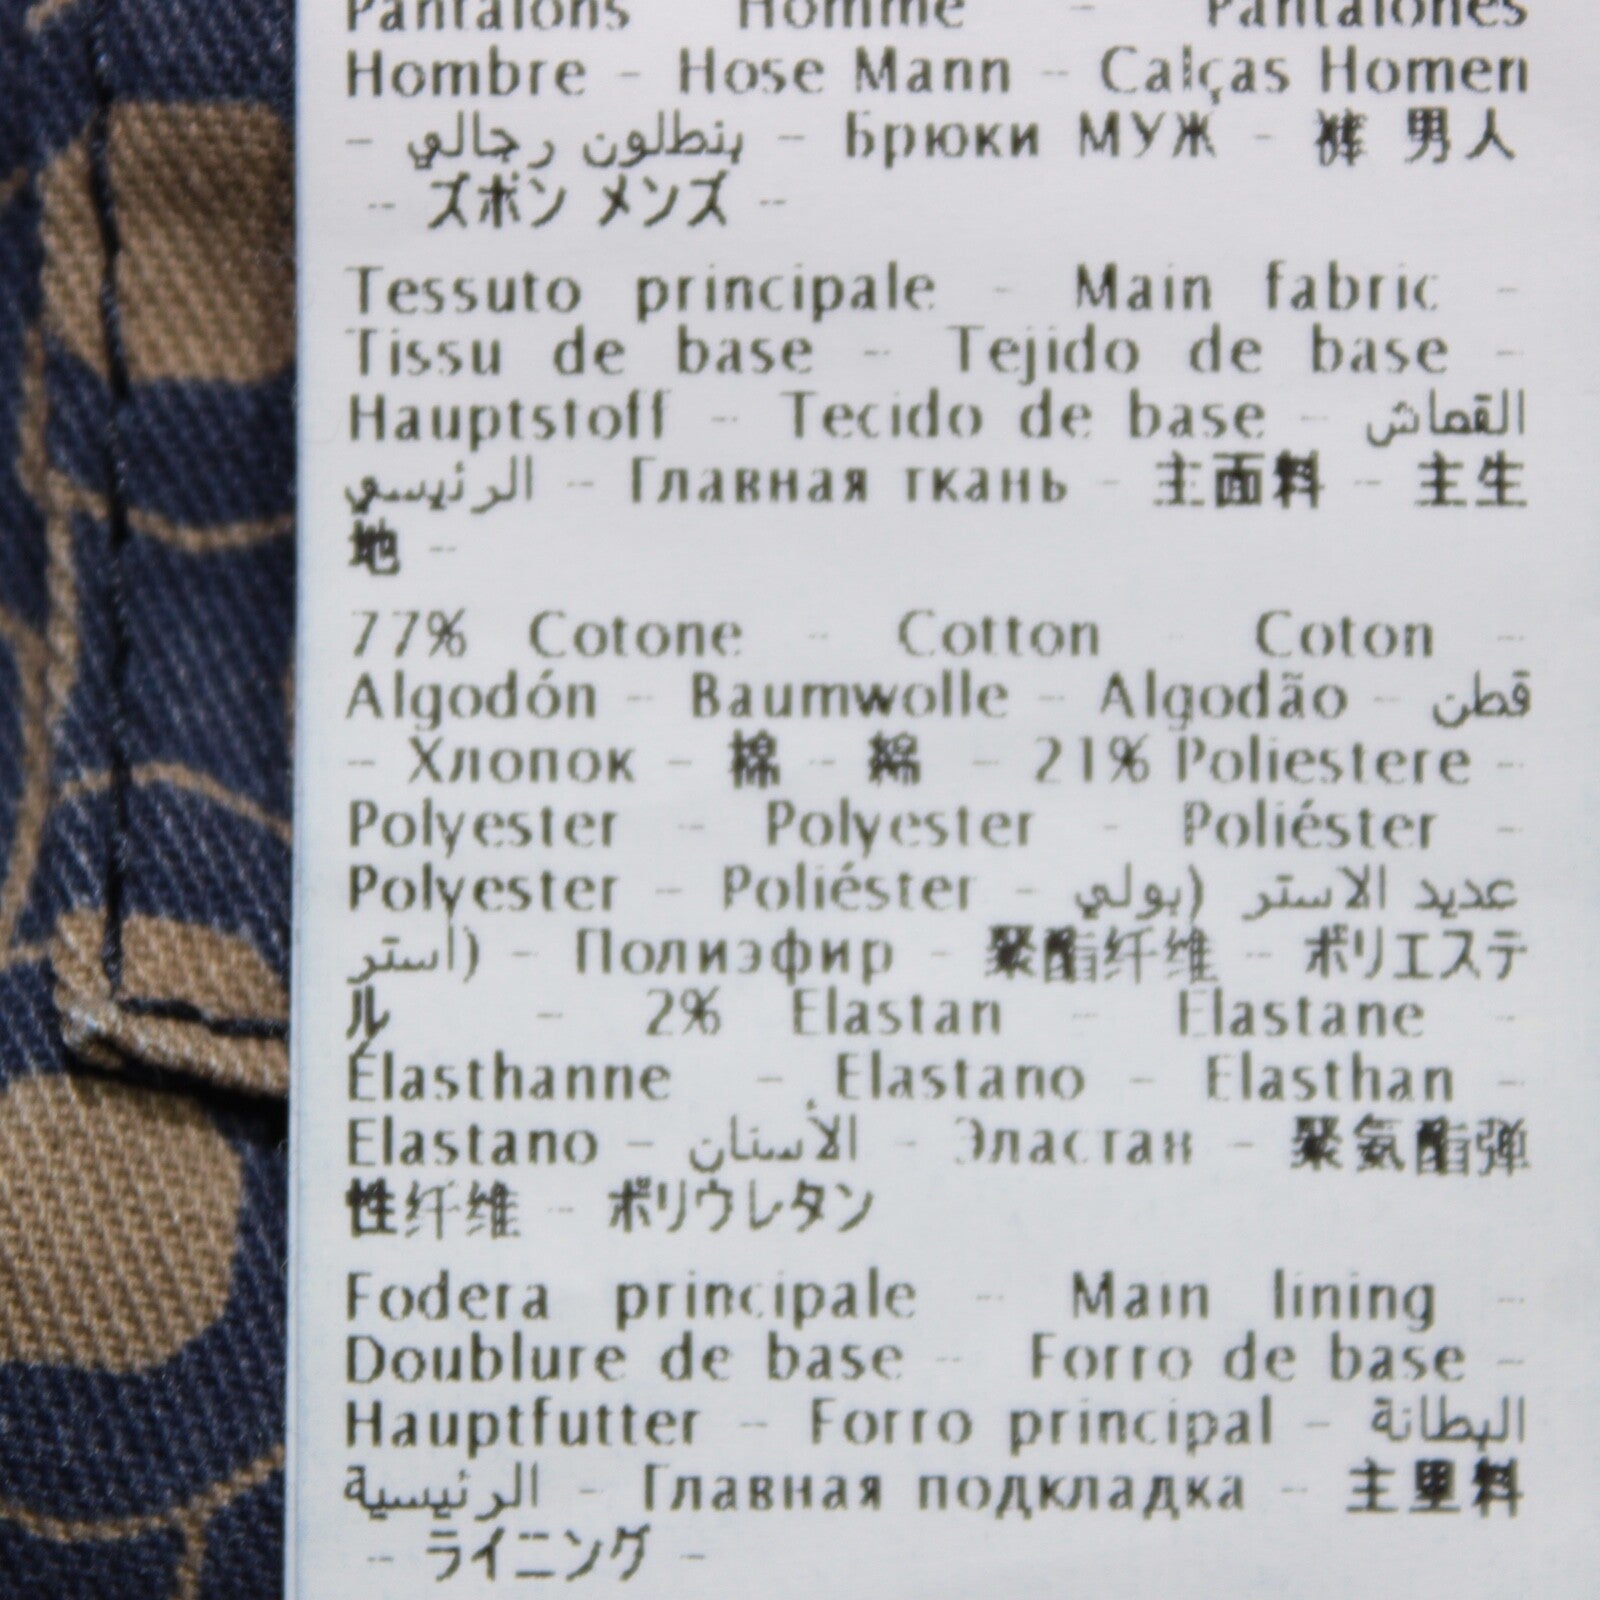 Pantalons Homme - Pantalones
Hombre - Hose Mann - Calças Homem
- بنطلون رجالي - Брюки МУЖ - 裤 男人
- ズボン メンズ -
Tessuto principale - Main fabric -
Tissu de base - Tejido de base -
Hauptstoff - Tecido de base - القماش
الرئيسي - Главная ткань - 主面料 - 主生
地 -
77% Cotone - Cotton - Coton -
Algodón - Baumwolle - Algodão - قطن
- Хлопок - 棉 - 綿 - 21% Poliestere -
Polyester - Polyester - Poliéster -
Polyester - Poliéster - عديد الاستر (بولي
أستر) - Полиэфир - 聚酯纤维 - ポリエステ
ル - 2% Elastan - Elastane -
Élasthanne - Elastano - Elasthan -
Elastano - الأستان - Эластан - 聚氨酯弹
性纤维 - ポリウレタン
Fodera principale - Main lining -
Doublure de base - Forro de base -
Hauptfutter - Forro principal - البطانة
الرئيسية - Главная подкладка - 主里料
- ライニング -